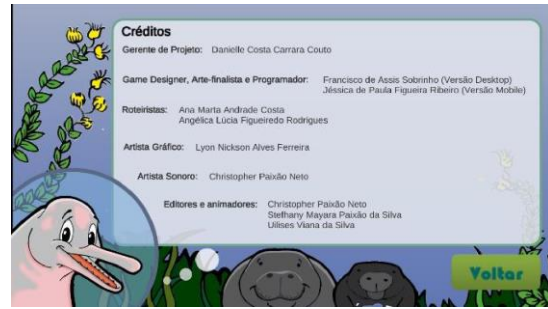 Créditos
Gerente de Projeto: Danielle Costa Carrara Couto
Game Designer, Arte-finalista e Programador: Francisco de Assis Sobrinho (Versão Desktop)
Jéssica de Paula Figueira Ribeiro (Versão Mobile)
Roteiristas: Ana Marta Andrade Costa
Angélica Lúcia Figueiredo Rodrigues
Artista Gráfico: Lyon Nickson Alves Ferreira
Artista Sonoro: Christopher Paixão Neto
Editores e animadores: Christopher Paixão Neto
Stefhany Mayara Paixão da Silva
Uilises Viana da Silva
Voltar